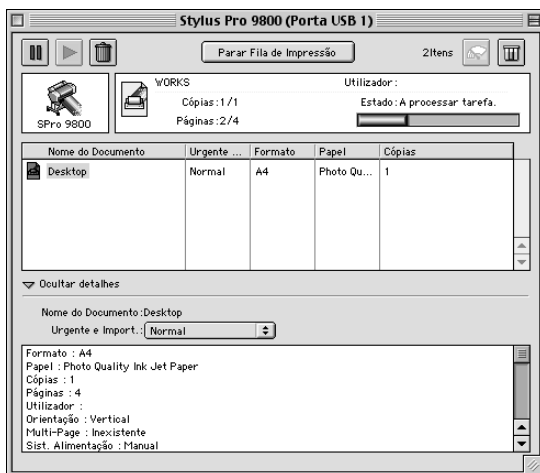 Stylus Pro 9800 (Porta USB 1)
Parar Fila de Impressão
2Itens
SPro 9800
WORKS
Utilizador :
Cópias:1/1
Estado:A processar tarefa.
Páginas:2/4
Nome do Documento Urgente ... Formato Papel Cópias
Desktop Normal A4 Photo Qu... 1
Ocultar detalhes
Nome do Documento:Desktop
Urgente e Import.: Normal
Formato : A4
Papel : Photo Quality Ink Jet Paper
Cópias : 1
Páginas : 4
Utilizador :
Orientação : Vertical
Multi-Page : Inexistente
Sist. Alimentação : Manual